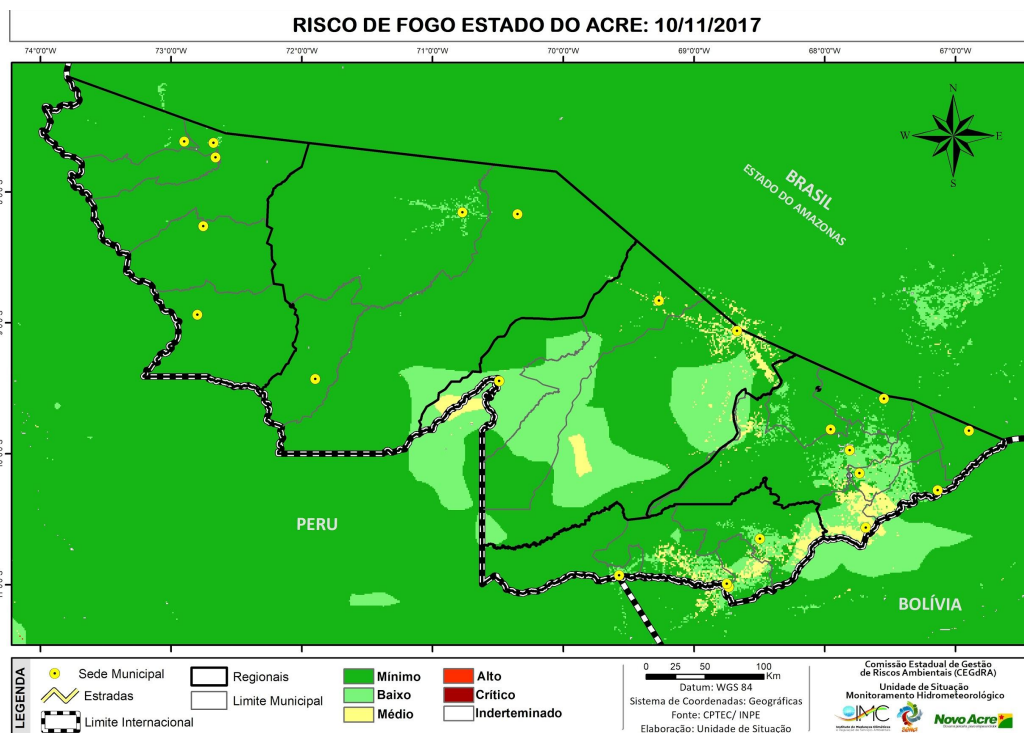 RISCO DE FOGO ESTADO DO ACRE: 10/11/2017
74°0'0"W 73°0'0"W 72°0'0"W 71°0'0"W 70°0'0"W 69°0'0"W 68°0'0"W 67°0'0"W
N
W E
S
BRASIL
ESTADO DO AMAZONAS
PERU
BOLÍVIA
LEGENDA
Sede Municipal
Estradas
Limite Internacional
Regionais
Limite Municipal
Mínimo
Baixo
Médio
Alto
Crítico
Inderteminado
0 25 50 100
Km
Datum: WGS 84
Sistema de Coordenadas: Geográficas
Fonte: CPTEC/ INPE
Elaboração: Unidade de Situação
Comissão Estadual de Gestão
de Riscos Ambientais (CEGdRA)
Unidade de Situação
Monitoramento Hidrometeorológico
IMC
Novo Acre